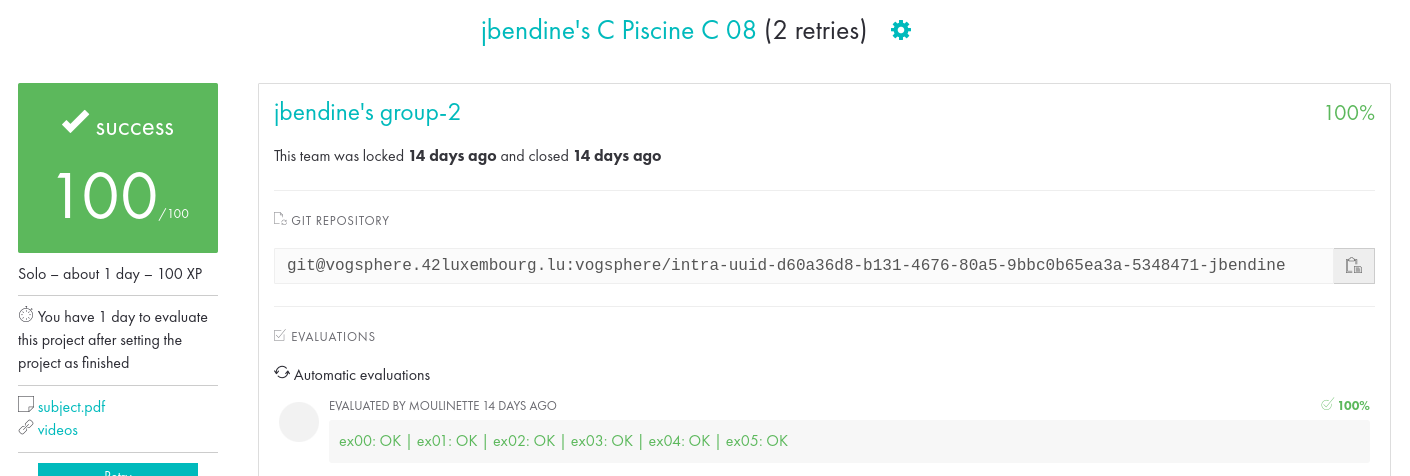 jbendine's C Piscine C 08 (2 retries)
success
100/100
Solo – about 1 day – 100 XP
You have 1 day to evaluate
this project after setting the
project as finished
subject.pdf
videos
Retry
jbendine's group-2
100%
This team was locked 14 days ago and closed 14 days ago
GIT REPOSITORY
git@vogsphere.42luxembourg.lu:vogsphere/intra-uuid-d60a36d8-b131-4676-80a5-9bbc0b65ea3a-5348471-jbendine
EVALUATIONS
Automatic evaluations
EVALUATED BY MOULINETTE 14 DAYS AGO
100%
ex00: OK | ex01: OK | ex02: OK | ex03: OK | ex04: OK | ex05: OK